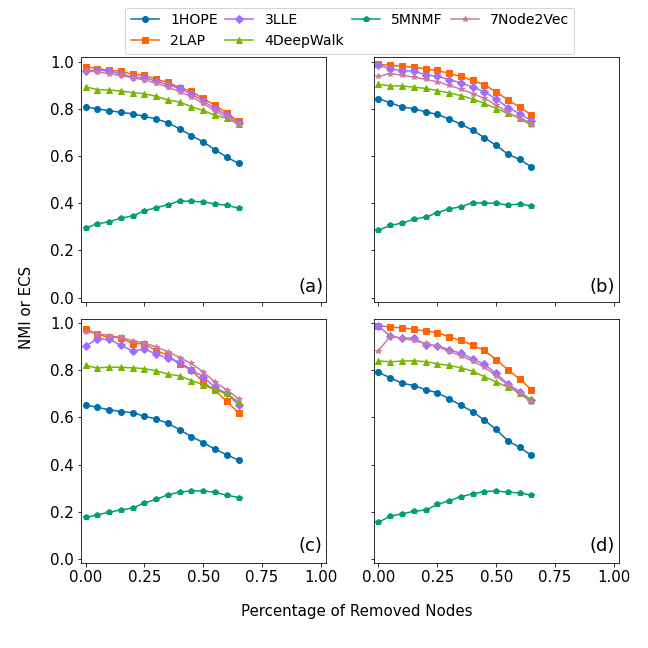 1HOPE 3LLE 5MNMF 7Node2Vec
2LAP 4DeepWalk
1.0
0.8
0.6
0.4
0.2
0.0
(a)
(b)
NMI or ECS
1.0
0.8
0.6
0.4
0.2
0.0
(c)
(d)
0.00 0.25 0.50 0.75 1.00
0.00 0.25 0.50 0.75 1.00
Percentage of Removed Nodes